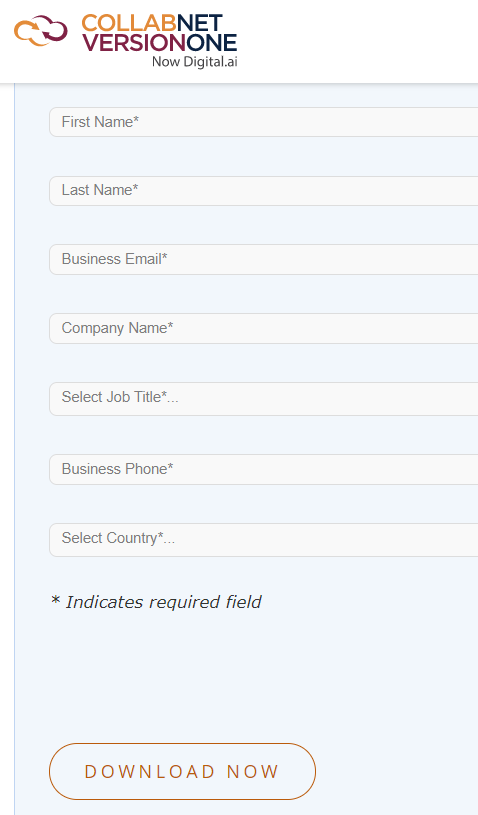 COLLABNET
VERSIONONE
Now Digital.ai
First Name*
Last Name*
Business Email*
Company Name*
Select Job Title*...
Business Phone*
Select Country*...
* Indicates required field
DOWNLOAD NOW